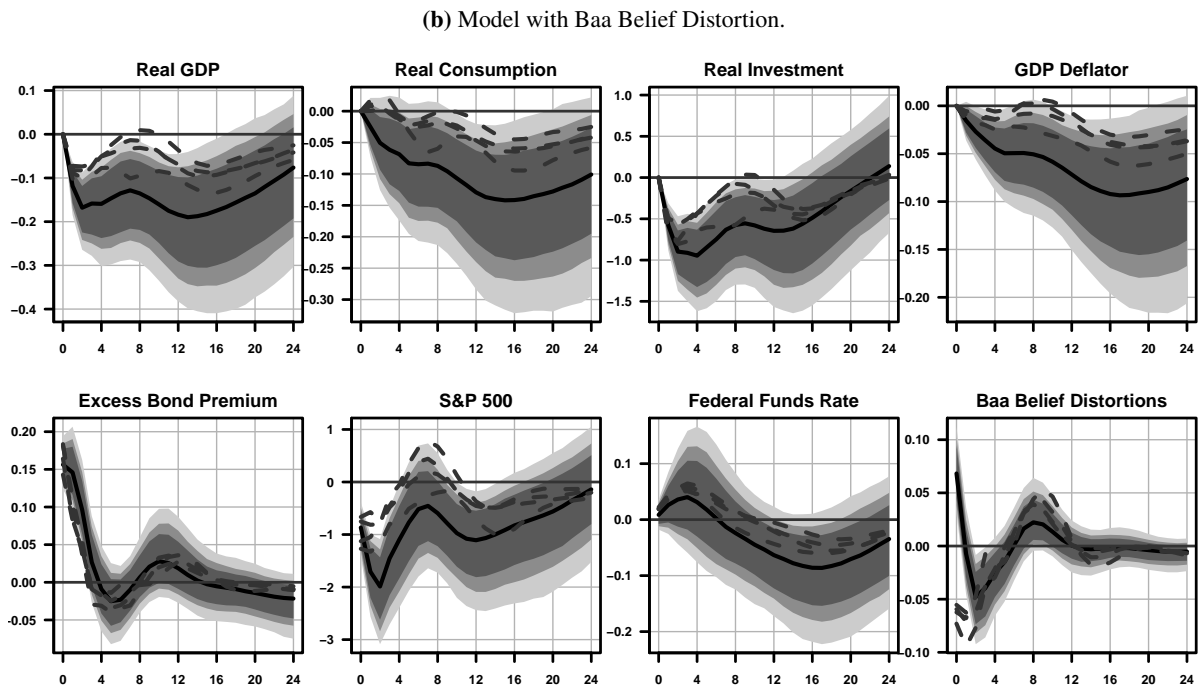 (b) Model with Baa Belief Distortion.
Real GDP
0.1
0.0
−0.1
−0.2
−0.3
−0.4
0 4 8 12 16 20 24
Real Consumption
0.00
-0.05
-0.10
-0.15
-0.20
-0.25
-0.30
0 4 8 12 16 20 24
Real Investment
1.0
0.5
0.0
−0.5
−1.0
−1.5
0 4 8 12 16 20 24
GDP Deflator
0.00
−0.05
−0.10
−0.15
−0.20
0 4 8 12 16 20 24
Excess Bond Premium
0.20
0.15
0.10
0.05
0.00
-0.05
0 4 8 12 16 20 24
S&P 500
1
0
−1
−2
−3
0 4 8 12 16 20 24
Federal Funds Rate
0.1
0.0
−0.1
−0.2
0 4 8 12 16 20 24
Baa Belief Distortions
0.10
0.05
0.00
−0.05
−0.10
0 4 8 12 16 20 24